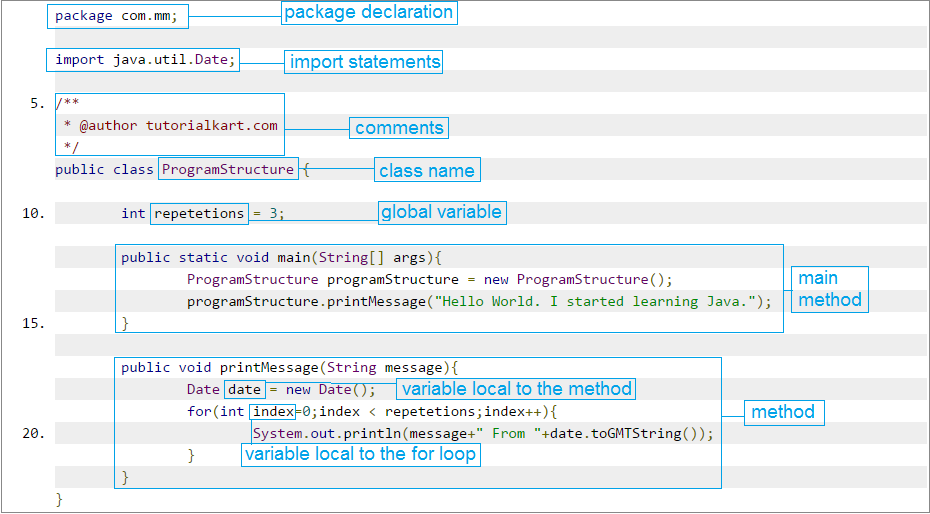 package com.mm; package declaration
import java.util.Date; import statements
5. /**
* @author tutorialkart.com comments
*/
public class ProgramStructure { class name
10. int repetetions = 3; global variable
public static void main(String[] args){
ProgramStructure programStructure = new ProgramStructure(); main
programStructure.printMessage("Hello World. I started learning Java."); method
15. }
public void printMessage(String message){
Date date = new Date(); variable local to the method
for(int index=0;index < repetetions;index++){ method
20. System.out.println(message+" From "+date.toGMTString());
} variable local to the for loop
}
}